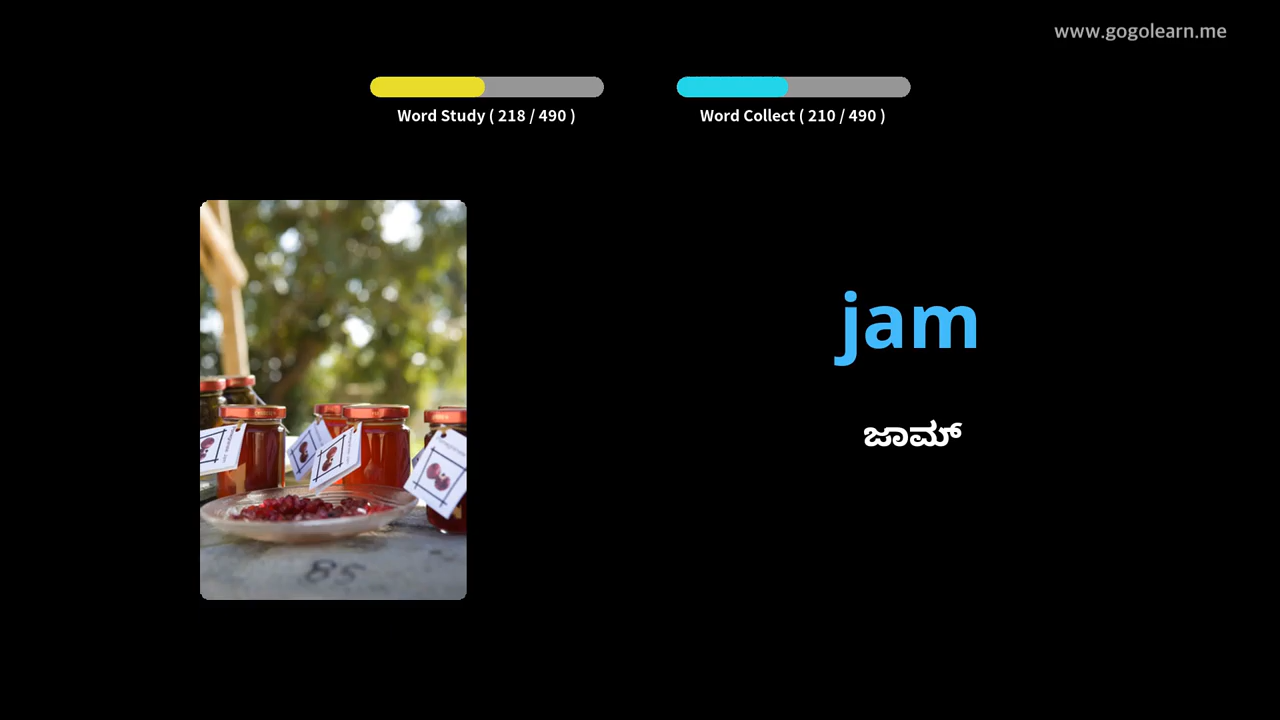 www.gogolearn.me
Word Study ( 218 / 490 )
Word Collect ( 210 / 490 )
jam
ಜಾಮ್
85